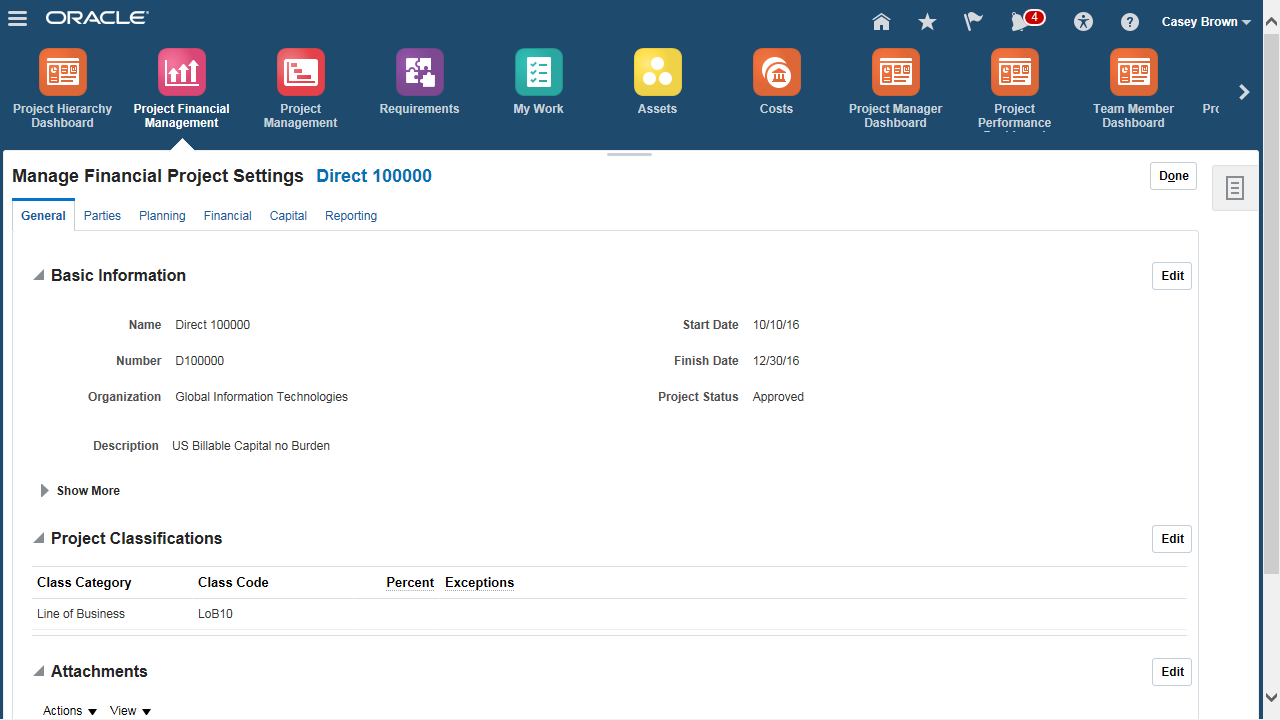 ORACLE
4
Casey Brown
Project Hierarchy Dashboard
Project Financial Management
Project Management
Requirements
My Work
Assets
Costs
Project Manager Dashboard
Project Performance
Team Member Dashboard
Manage Financial Project Settings Direct 100000
Done
General Parties Planning Financial Capital Reporting
Basic Information
Edit
Name Direct 100000
Start Date 10/10/16
Number D100000
Finish Date 12/30/16
Organization Global Information Technologies
Project Status Approved
Description US Billable Capital no Burden
Show More
Project Classifications
Edit
Class Category Class Code Percent Exceptions
Line of Business LoB10
Attachments
Edit
Actions View